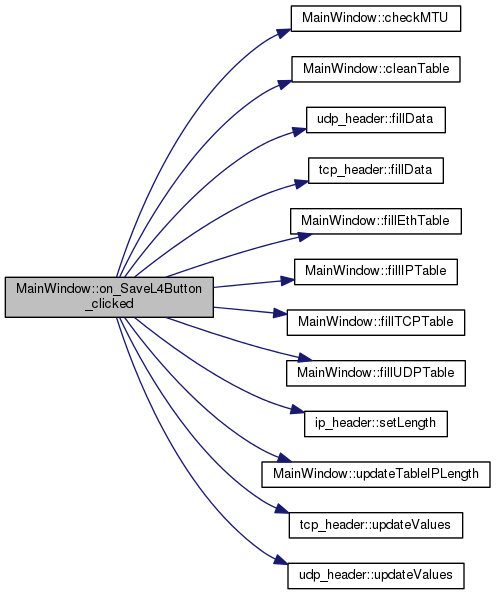 MainWindow::checkMTU
MainWindow::cleanTable
udp_header::fillData
tcp_header::fillData
MainWindow::fillEthTable
MainWindow::on_SaveL4Button
_clicked
MainWindow::fillIPTable
MainWindow::fillTCPTable
MainWindow::fillUDPTable
ip_header::setLength
MainWindow::updateTableIPLength
tcp_header::updateValues
udp_header::updateValues